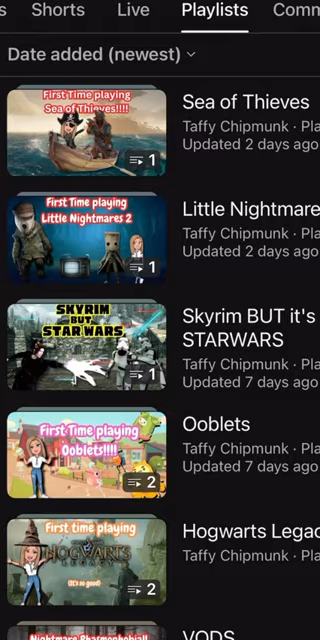 s
Shorts
Live
Playlists
Comm
Date added (newest)
First Time playing
Sea of Thieves!!!!
1
Sea of Thieves
Taffy Chipmunk · Pla
Updated 2 days ago
First Time playing
Little Nightmares 2
1
Little Nightmare
Taffy Chipmunk · Pla
Updated 2 days ago
SKYRIM
BUT
STAR WARS
1
Skyrim BUT it's
STARWARS
Taffy Chipmunk · Pla
Updated 7 days ago
First Time playing
Ooblets!!!!
2
Ooblets
Taffy Chipmunk · Pla
Updated 7 days ago
First time playing
HOGWARTS
LEGACY
(It's so good)
2
Hogwarts Legac
Taffy Chipmunk · Pla
Nightmare Phasmophobia!!
VODS